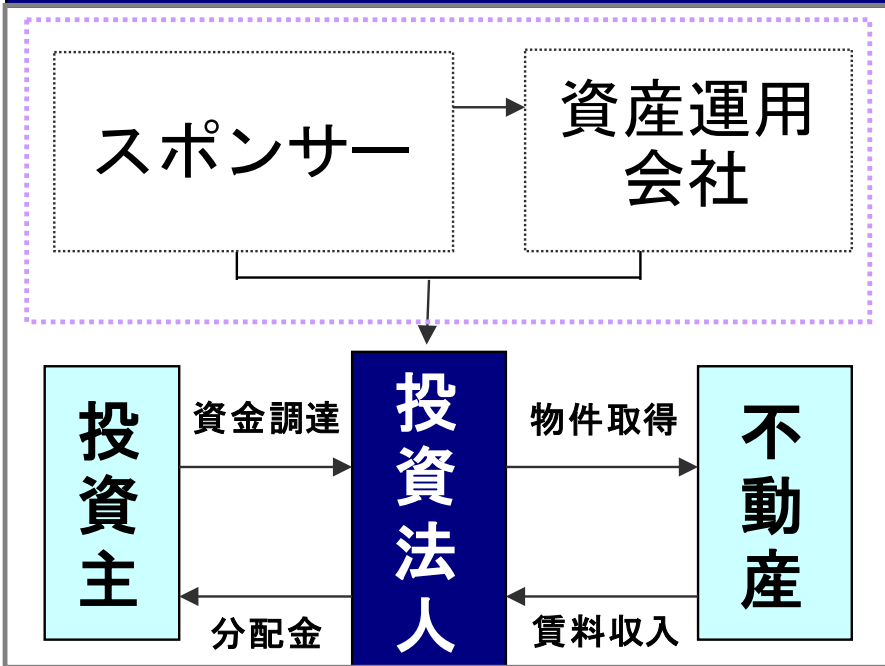 スポンサー
資産運用
会社
投資主
資金調達
分配金
投資法人
物件取得
賃料収入
不動産